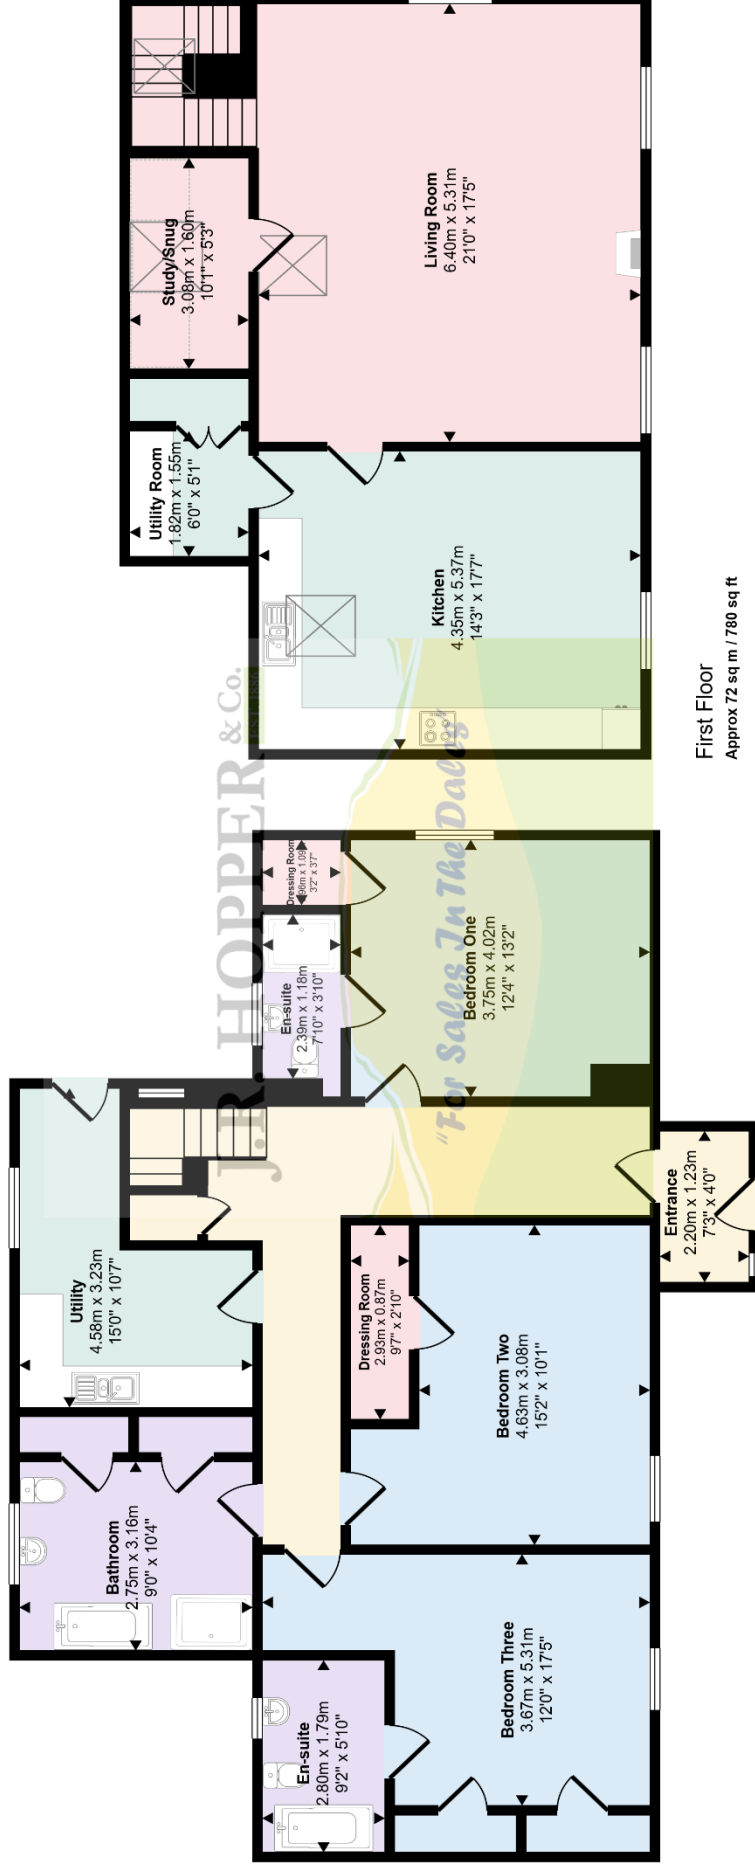 Living Room
6.40m x 5.31m
21'0" x 17'5"
Study/Snug
3.08m x 1.60m
10'1" x 5'3"
Utility Room
1.82m x 1.55m
6'0" x 5'1"
Kitchen
4.35m x 5.37m
14'3" x 17'7"
First Floor
Approx 72 sq m / 780 sq ft
J.R. HOPPER & Co.
"For Sales In The Dales"
Dressing Room
.96m x 1.09
3'2" x 3'7"
En-suite
2.39m x 1.18m
7'10" x 3'10"
Bedroom One
3.75m x 4.02m
12'4" x 13'2"
Entrance
2.20m x 1.23m
7'3" x 4'0"
Utility
4.58m x 3.23m
15'0" x 10'7"
Dressing Room
2.93m x 0.87m
9'7" x 2'10"
Bedroom Two
4.63m x 3.08m
15'2" x 10'1"
Bathroom
2.75m x 3.16m
9'0" x 10'4"
Bedroom Three
3.67m x 5.31m
12'0" x 17'5"
En-suite
2.80m x 1.79m
9'2" x 5'10"